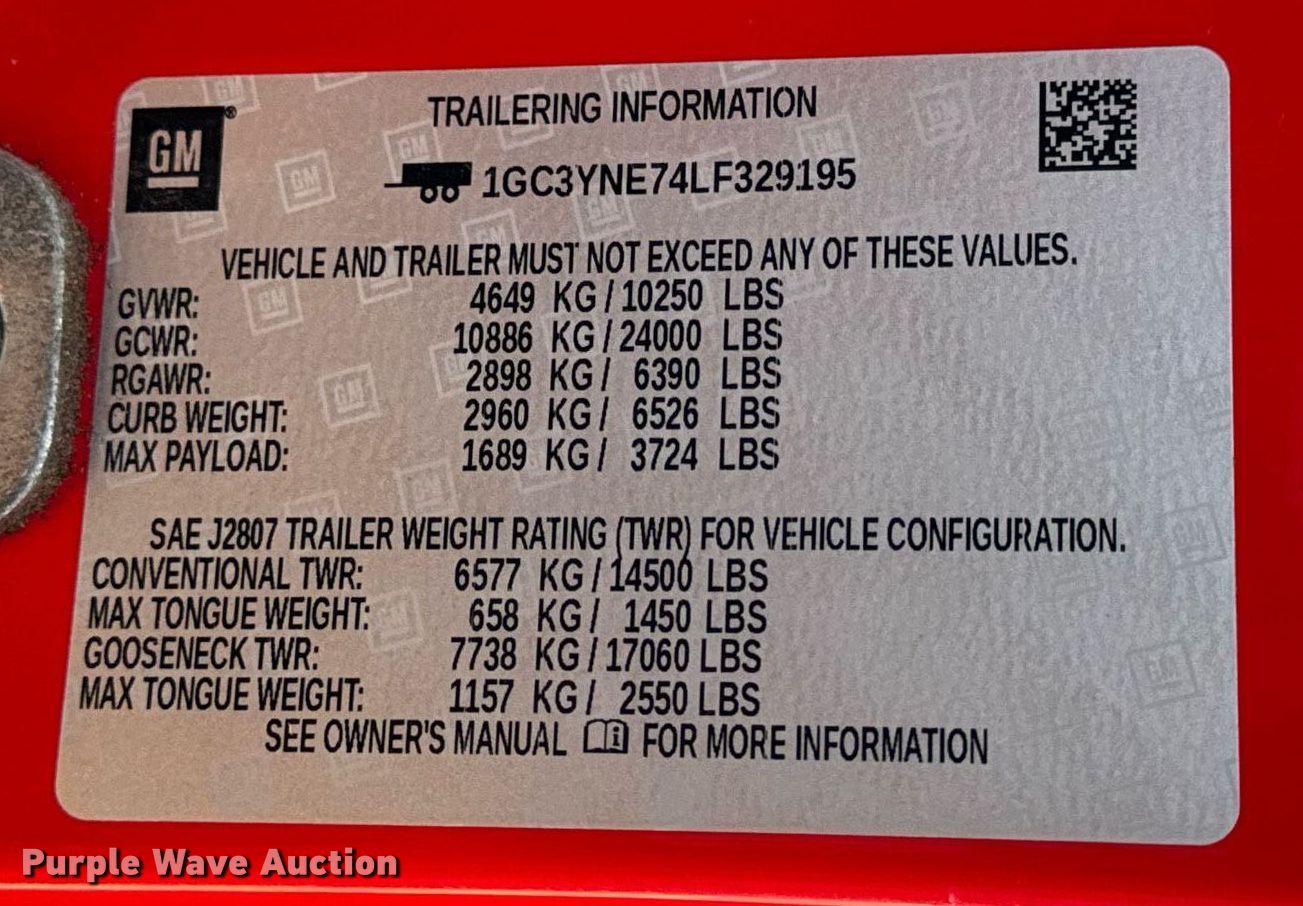 GM®
TRAILERING INFORMATION
1GC3YNE74LF329195
VEHICLE AND TRAILER MUST NOT EXCEED ANY OF THESE VALUES.
GVWR: 4649 KG / 10250 LBS
GCWR: 10886 KG / 24000 LBS
RGAWR: 2898 KG / 6390 LBS
CURB WEIGHT: 2960 KG / 6526 LBS
MAX PAYLOAD: 1689 KG / 3724 LBS
SAE J2807 TRAILER WEIGHT RATING (TWR) FOR VEHICLE CONFIGURATION.
CONVENTIONAL TWR: 6577 KG / 14500 LBS
MAX TONGUE WEIGHT: 658 KG / 1450 LBS
GOOSENECK TWR: 7738 KG / 17060 LBS
MAX TONGUE WEIGHT: 1157 KG / 2550 LBS
SEE OWNER'S MANUAL FOR MORE INFORMATION
Purple Wave Auction